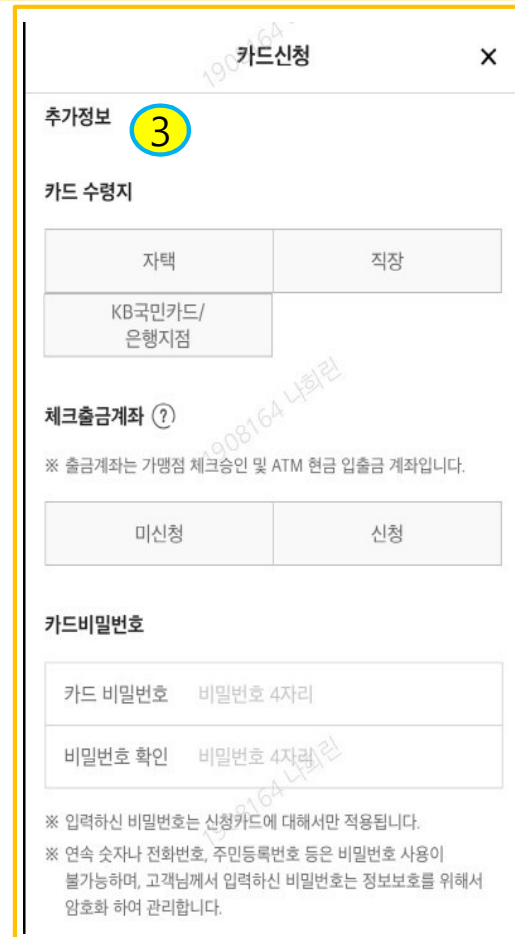 카드신청 ×
추가정보 3
카드 수령지
자택 직장
KB국민카드/
은행지점
체크출금계좌 ?
※ 출금계좌는 가맹점 체크승인 및 ATM 현금 입출금 계좌입니다.
미신청 신청
카드비밀번호
카드 비밀번호 비밀번호 4자리
비밀번호 확인 비밀번호 4자리
※ 입력하신 비밀번호는 신청카드에 대해서만 적용됩니다.
※ 연속 숫자나 전화번호, 주민등록번호 등은 비밀번호 사용이
불가능하며, 고객님께서 입력하신 비밀번호는 정보보호를 위해서
암호화 하여 관리합니다.
1908164
1908164 나희린
1908164 나희린